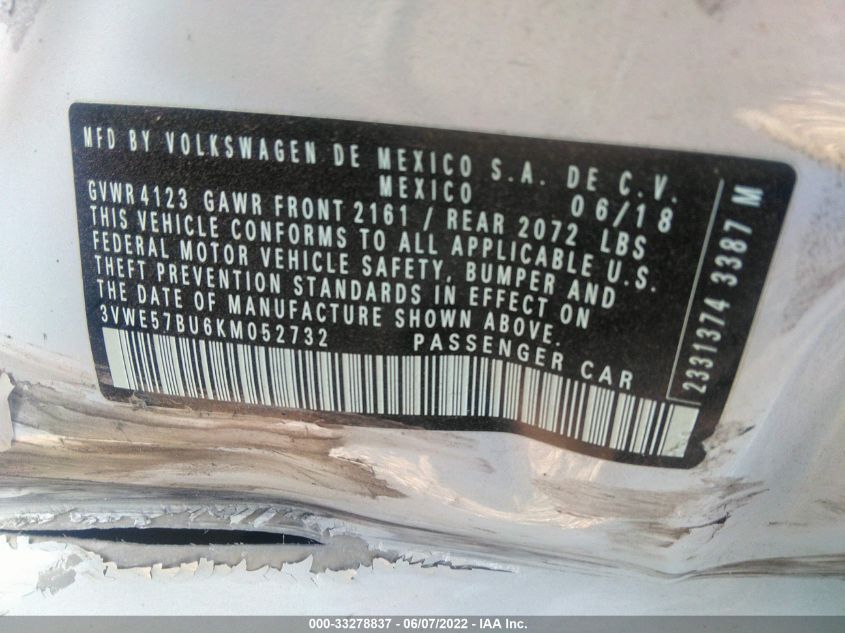 MFD BY VOLKSWAGEN DE MEXICO S.A. DE C.V.
MEXICO 06/18
GVWR 4123 GAWR FRONT 2161 / REAR 2072 LBS
THIS VEHICLE CONFORMS TO ALL APPLICABLE U.S.
FEDERAL MOTOR VEHICLE SAFETY, BUMPER AND
THEFT PREVENTION STANDARDS IN EFFECT ON
THE DATE OF MANUFACTURE SHOWN ABOVE.
3VWE57BU6KM052732 PASSENGER CAR
2331374 3387 M
000-33278837 - 06/07/2022 - IAA Inc.